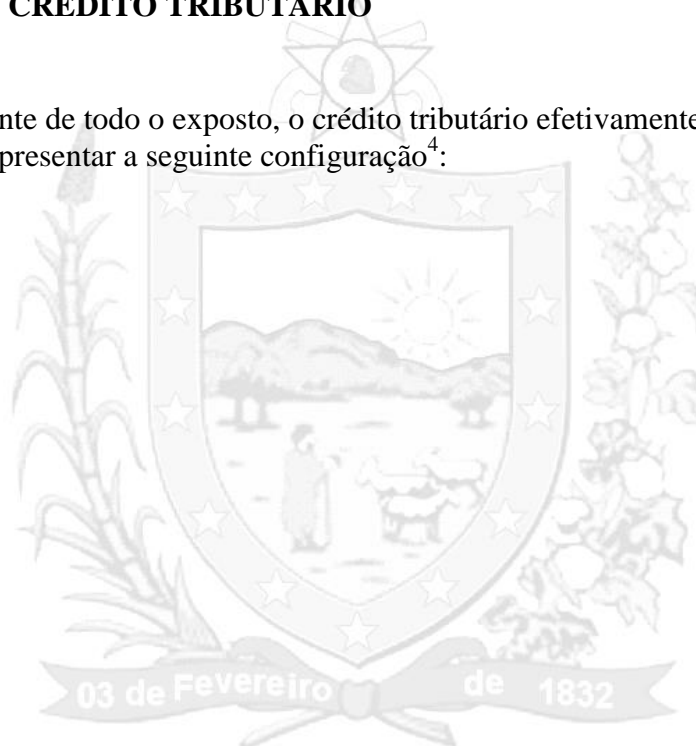 CRÉDITO TRIBUTÁRIO
nte de todo o exposto, o crédito tributário efetivamente
presentar a seguinte configuração4:
03 de Fevereiro de 1832